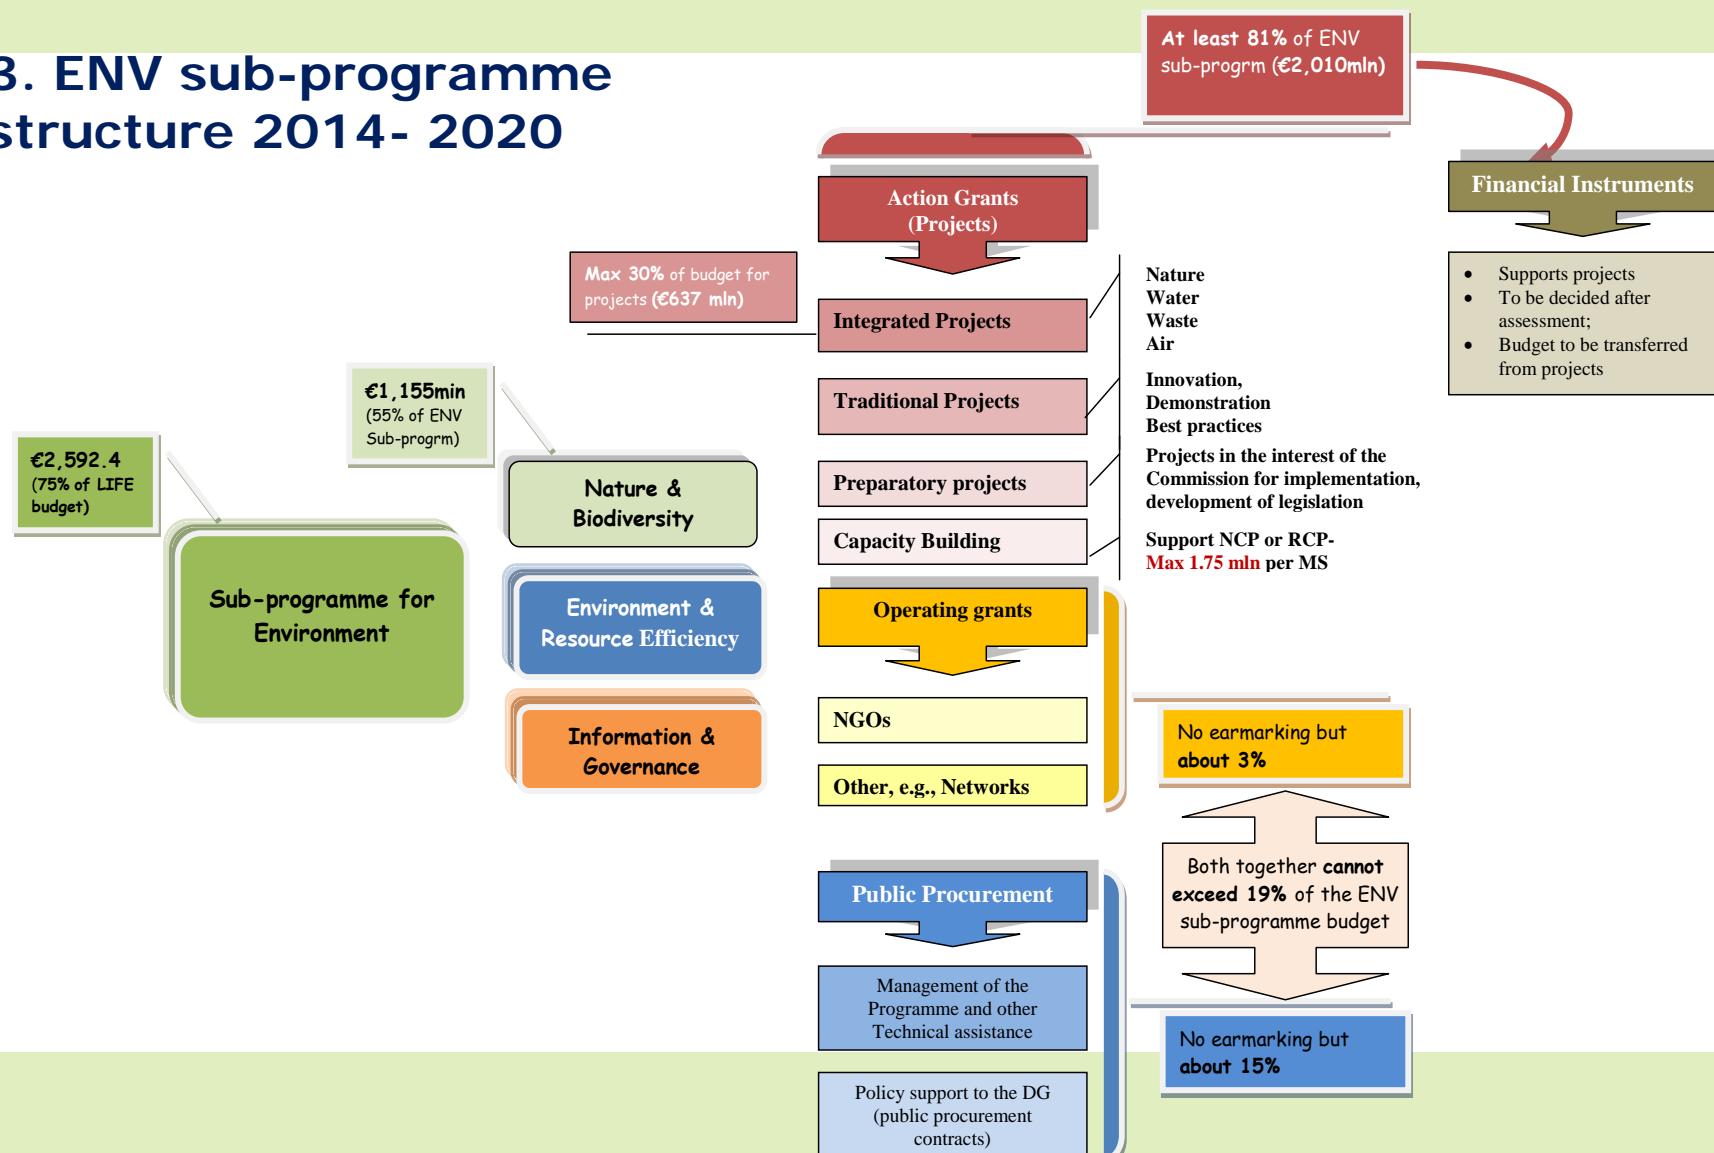 3. ENV sub-programme
structure 2014- 2020
At least 81% of ENV
sub-progrm (€2,010mln)
Action Grants
(Projects)
Financial Instruments
Max 30% of budget for
projects (€637 mln)
Integrated Projects
Nature
Water
Waste
Air
• Supports projects
• To be decided after
assessment;
• Budget to be transferred
from projects
Traditional Projects
Innovation,
Demonstration
Best practices
Preparatory projects
Projects in the interest of the
Commission for implementation,
development of legislation
Capacity Building
Support NCP or RCP-
Max 1.75 mln per MS
€1,155min
(55% of ENV
Sub-progrm)
€2,592.4
(75% of LIFE
budget)
Sub-programme for
Environment
Nature &
Biodiversity
Environment &
Resource Efficiency
Information &
Governance
Operating grants
NGOs
Other, e.g., Networks
No earmarking but
about 3%
Both together cannot
exceed 19% of the ENV
sub-programme budget
Public Procurement
Management of the
Programme and other
Technical assistance
No earmarking but
about 15%
Policy support to the DG
(public procurement
contracts)